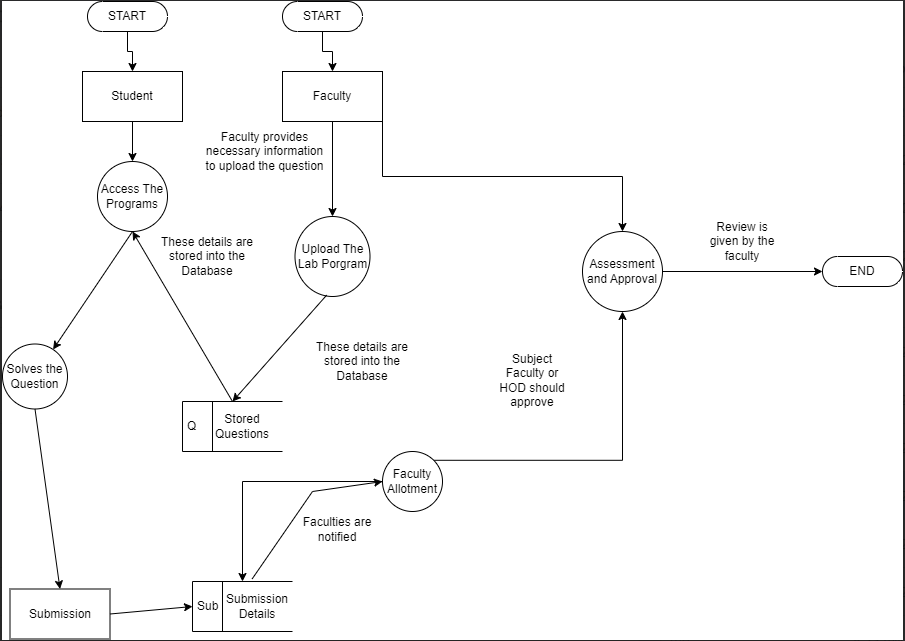 START
START
Student
Faculty
Faculty provides
necessary information
to upload the question
Access The
Programs
These details are
stored into the
Database
Upload The
Lab Porgram
Assessment
and Approval
Review is
given by the
faculty
END
These details are
stored into the
Database
Subject
Faculty or
HOD should
approve
Solves the
Question
Q
Stored
Questions
Faculty
Allotment
Faculties are
notified
Submission
Sub
Submission
Details